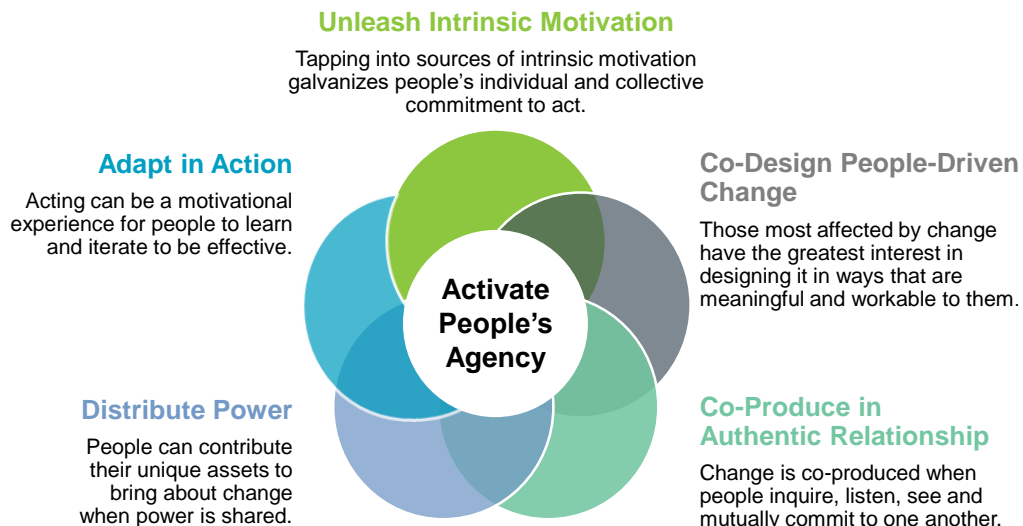 Unleash Intrinsic Motivation
Tapping into sources of intrinsic motivation
galvanizes people's individual and collective
commitment to act.
Adapt in Action
Acting can be a motivational
experience for people to learn
and iterate to be effective.
Co-Design People-Driven
Change
Those most affected by change
have the greatest interest in
designing it in ways that are
meaningful and workable to them.
Activate
People's
Agency
Distribute Power
People can contribute
their unique assets to
bring about change
when power is shared.
Co-Produce in
Authentic Relationship
Change is co-produced when
people inquire, listen, see and
mutually commit to one another.